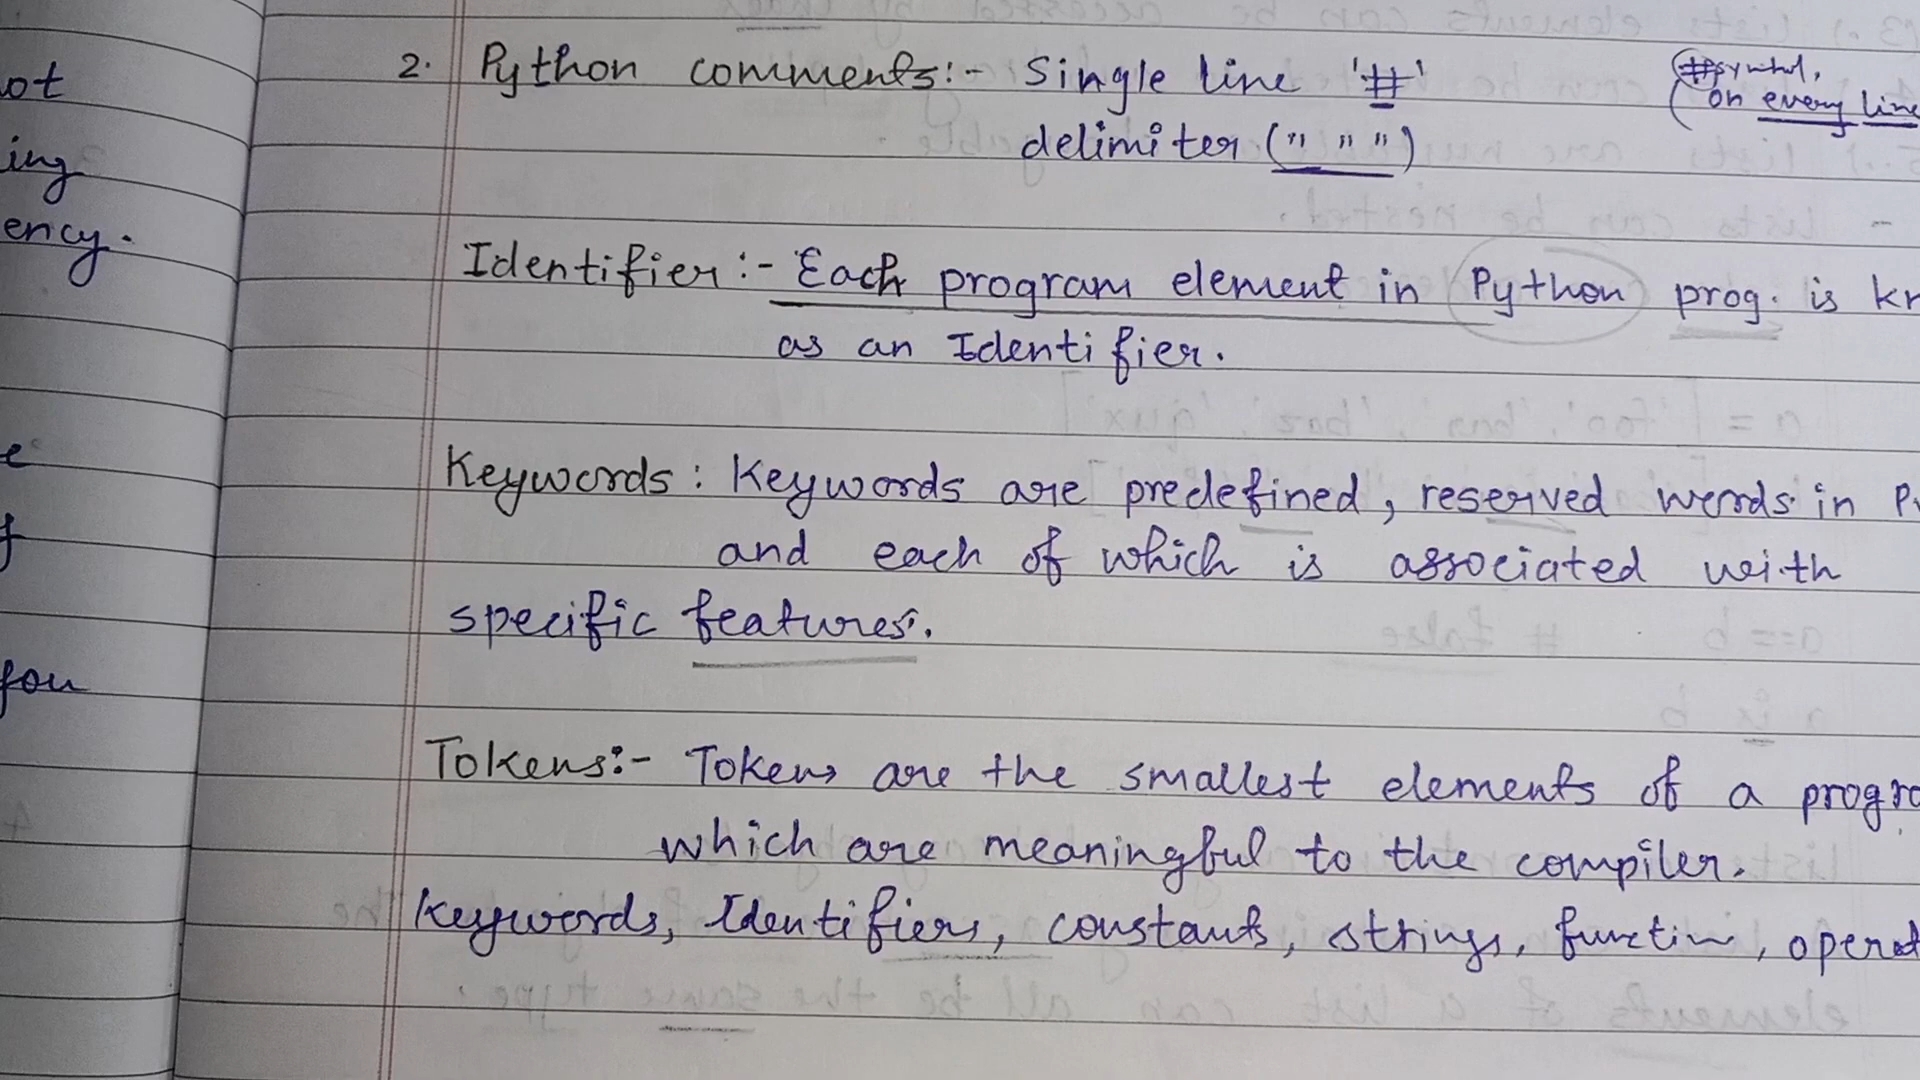 ot
ing
ency.
e
f
fou
2. Python comments:- Single line '#'
#symbol,
on every line
delimiter (" " ")
Identifier :- Each program element in Python prog. is kn
as an Identifier.
Keywords : Keywords are predefined, reserved words in P
and each of which is associated with
specific features.
Tokens:- Tokens are the smallest elements of a progra
which are meaningful to the compiler.
Keywords, Identifiers, constants, strings, function, operat